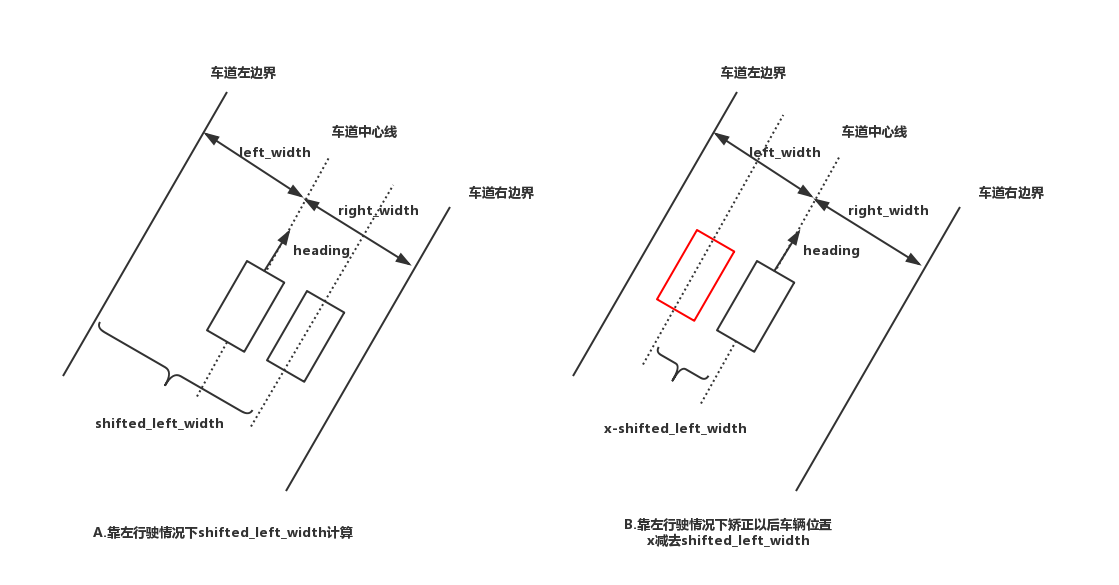 车道左边界
车道中心线
left_width
车道右边界
right_width
heading
shifted_left_width
A.靠左行驶情况下shifted_left_width计算
车道左边界
车道中心线
left_width
车道右边界
right_width
heading
x-shifted_left_width
B.靠左行驶情况下矫正以后车辆位置
x减去shifted_left_width